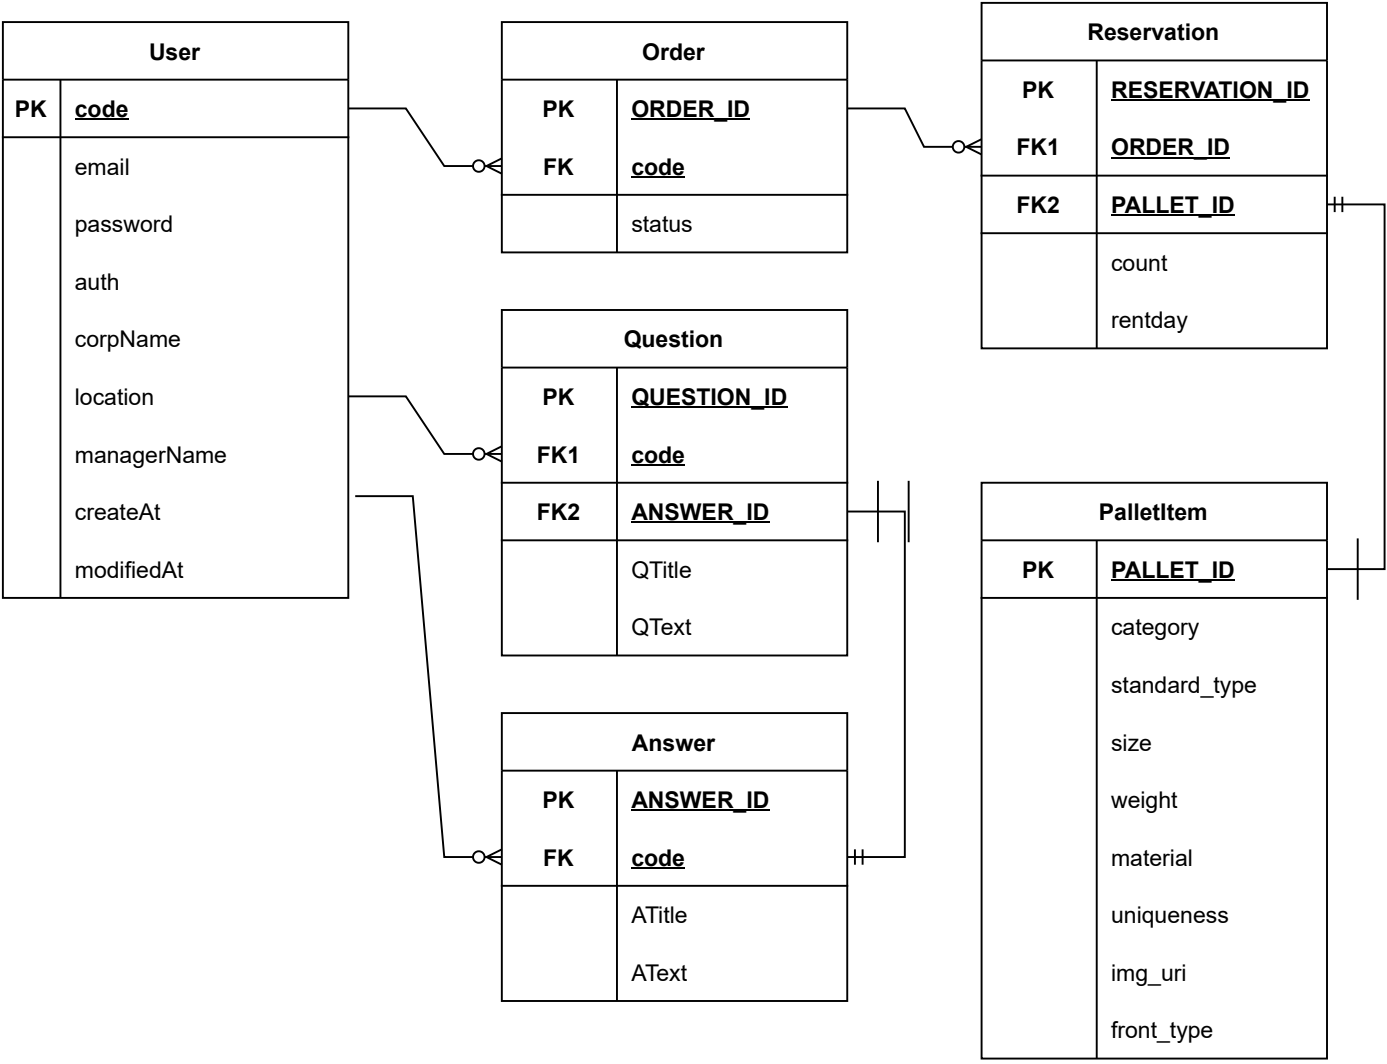 User
PK code
email
password
auth
corpName
location
managerName
createAt
modifiedAt
Order
PK ORDER_ID
FK code
status
Question
PK QUESTION_ID
FK1 code
FK2 ANSWER_ID
QTitle
QText
Answer
PK ANSWER_ID
FK code
ATitle
AText
Reservation
PK RESERVATION_ID
FK1 ORDER_ID
FK2 PALLET_ID
count
rentday
PalletItem
PK PALLET_ID
category
standard_type
size
weight
material
uniqueness
img_uri
front_type